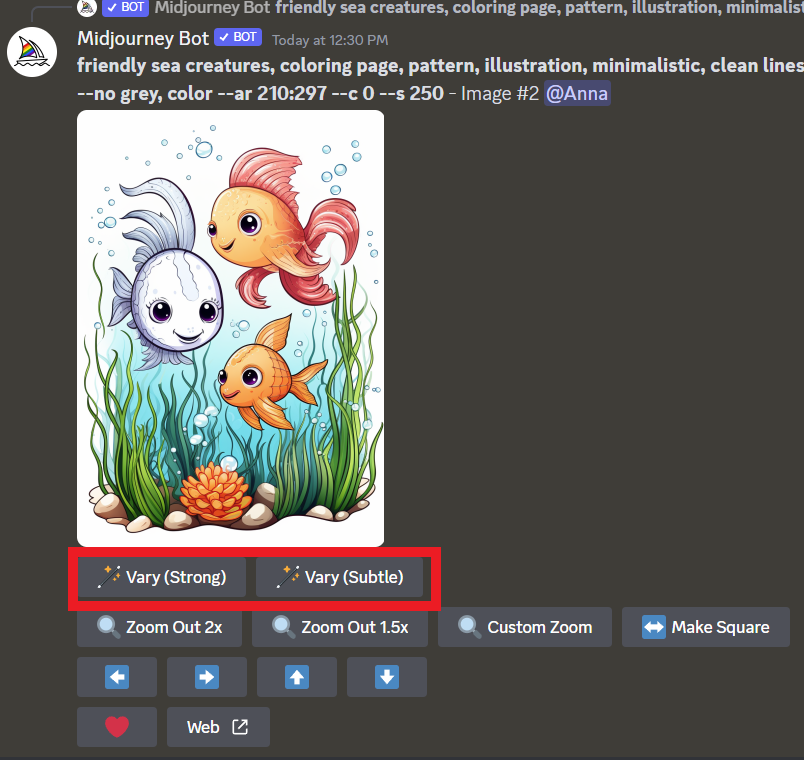 ✓ BOT Midjourney Bot friendly sea creatures, coloring page, pattern, illustration, minimalist
Midjourney Bot ✓ BOT Today at 12:30 PM
friendly sea creatures, coloring page, pattern, illustration, minimalistic, clean lines
--no grey, color --ar 210:297 --c 0 --s 250 - Image #2 @Anna
Vary (Strong) Vary (Subtle)
Zoom Out 2x Zoom Out 1.5x Custom Zoom Make Square
Web